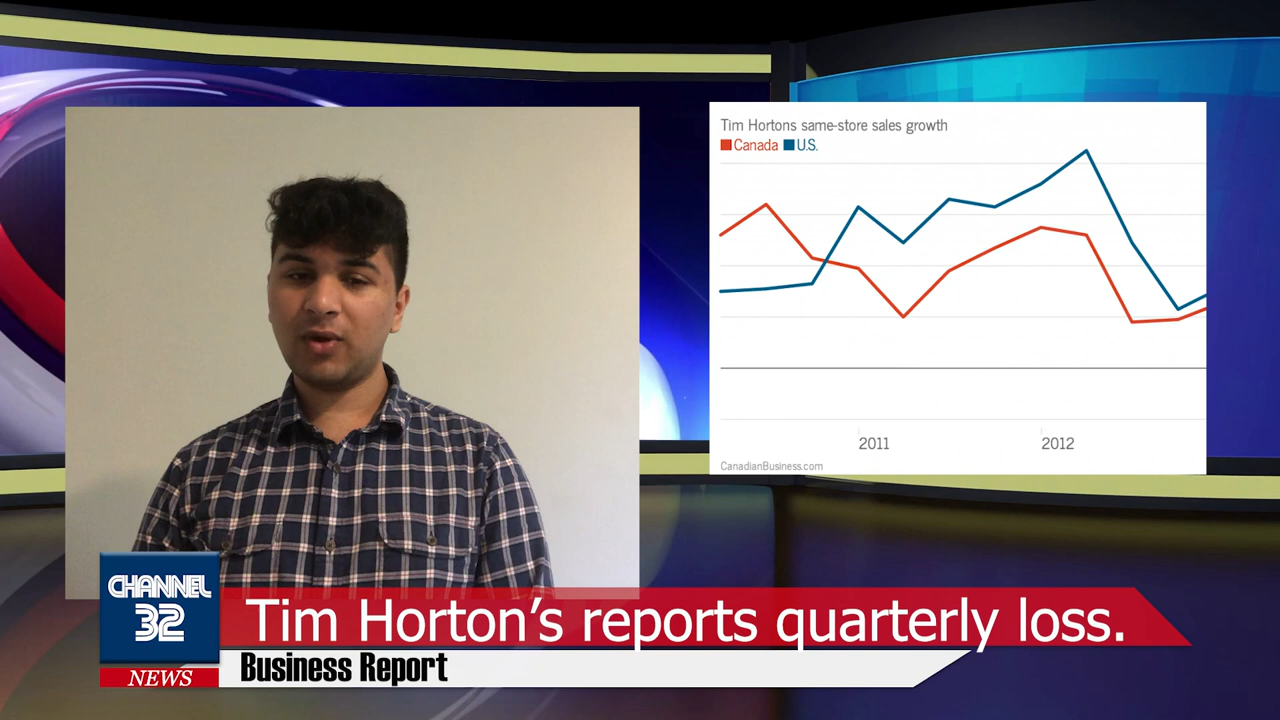 Tim Hortons same-store sales growth
Canada U.S.
2011 2012
CanadianBusiness.com
CHANNEL
32
NEWS
Tim Horton’s reports quarterly loss.
Business Report